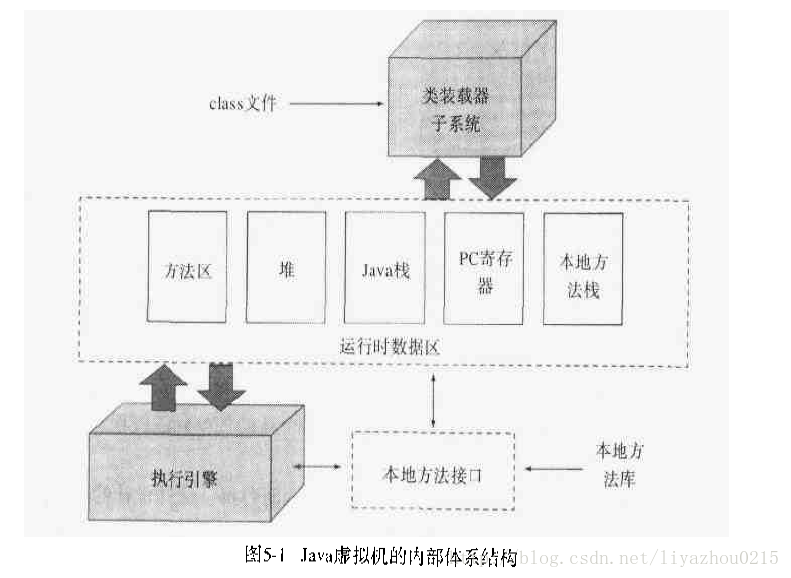 class文件
类装载器
子系统
方法区
堆
Java栈
PC寄存
器
本地方
法栈
运行时数据区
执行引擎
本地方法接口
本地方
法库
图5-1 Java虚拟机的内部体系结构
blog.csdn.net/liyazhou0215